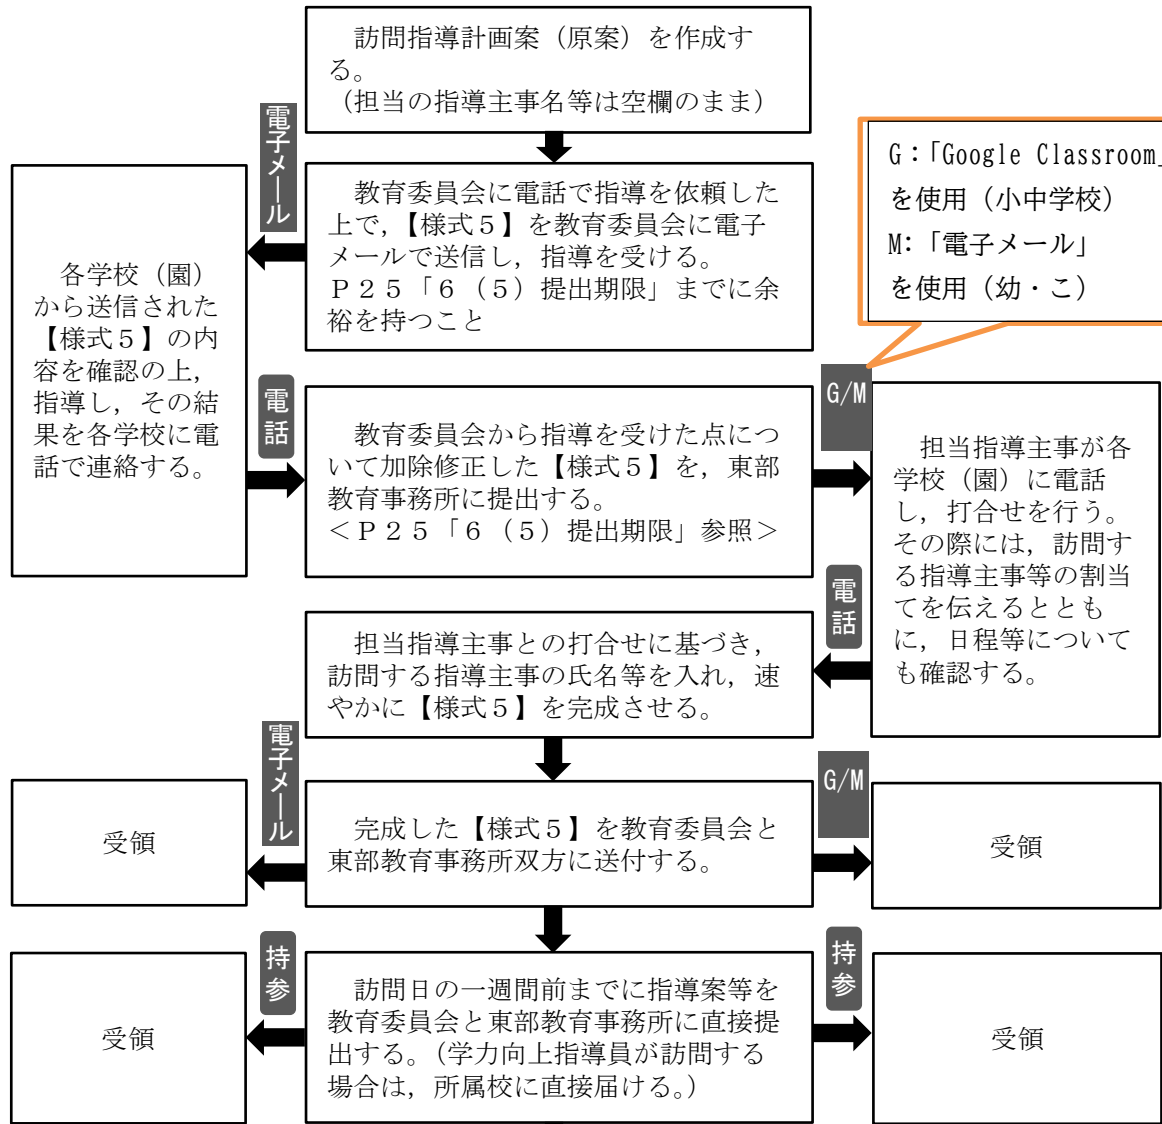 訪問指導計画案（原案）を作成す
る。
（担当の指導主事名等は空欄のまま）
電子メール
G：「Google Classroom」
を使用（小中学校）
M：「電子メール」
を使用（幼・こ）
教育委員会に電話で指導を依頼した
上で，【様式５】を教育委員会に電子
メールで送信し，指導を受ける。
Ｐ２５「６（５）提出期限」までに余
裕を持つこと
各学校（園）
から送信された
【様式５】の内
容を確認の上，
指導し，その結
果を各学校に電
話で連絡する。
電話
G/M
教育委員会から指導を受けた点につ
いて加除修正した【様式５】を，東部
教育事務所に提出する。
＜Ｐ２５「６（５）提出期限」参照＞
担当指導主事が各
学校（園）に電話
し，打合せを行う。
その際には，訪問す
る指導主事等の割当
てを伝えるととも
に，日程等について
も確認する。
電話
担当指導主事との打合せに基づき，
訪問する指導主事の氏名等を入れ，速
やかに【様式５】を完成させる。
電子メール
G/M
受領
完成した【様式５】を教育委員会と
東部教育事務所双方に送付する。
受領
持参
持参
受領
訪問日の一週間前までに指導案等を
教育委員会と東部教育事務所に直接提
出する。（学力向上指導員が訪問する
場合は，所属校に直接届ける。）
受領